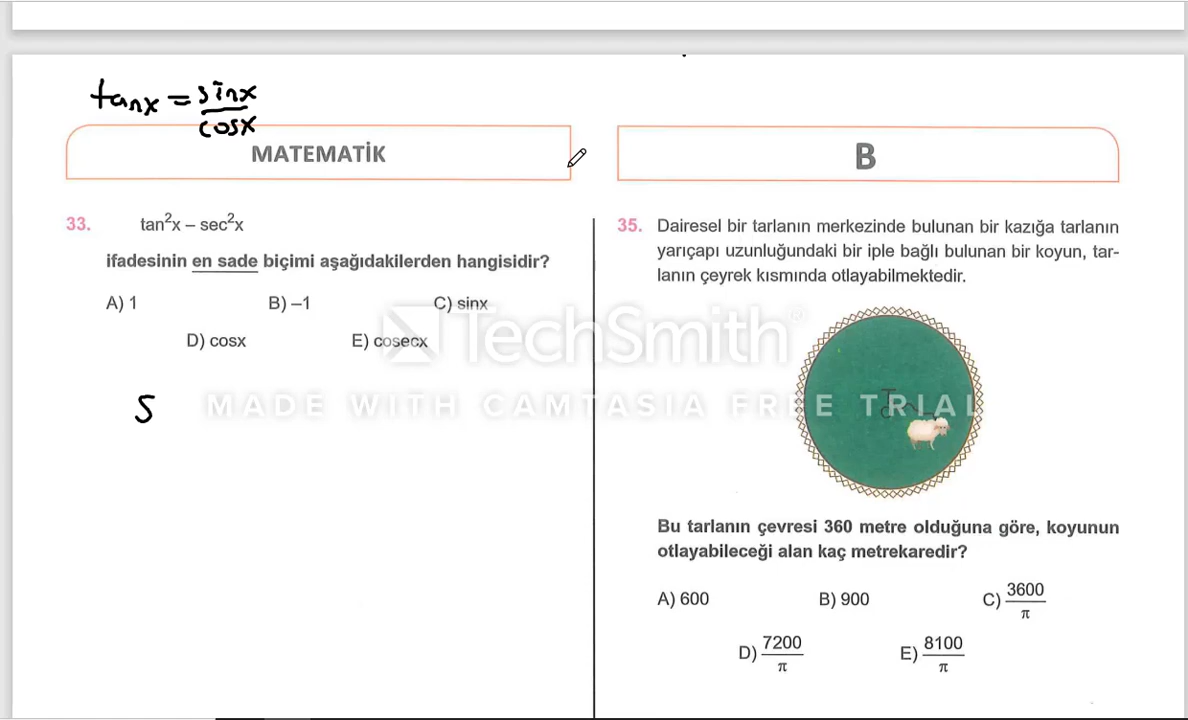 tanx = sinx
cosx
MATEMATİK
33. tan²x – sec²x
ifadesinin en sade biçimi aşağıdakilerden hangisidir?
A) 1 B) –1 C) sinx
D) cosx E) cosecx
S
B
35. Dairesel bir tarlanın merkezinde bulunan bir kazığa tarlanın
yarıçapı uzunluğundaki bir iple bağlı bulunan bir koyun, tar-
lanın çeyrek kısmında otlayabilmektedir.
Bu tarlanın çevresi 360 metre olduğuna göre, koyunun
otlayabileceği alan kaç metrekaredir?
A) 600 B) 900 C) 3600/π
D) 7200/π E) 8100/π
TechSmith®
MADE WITH CAMTASIA FREE TRIAL